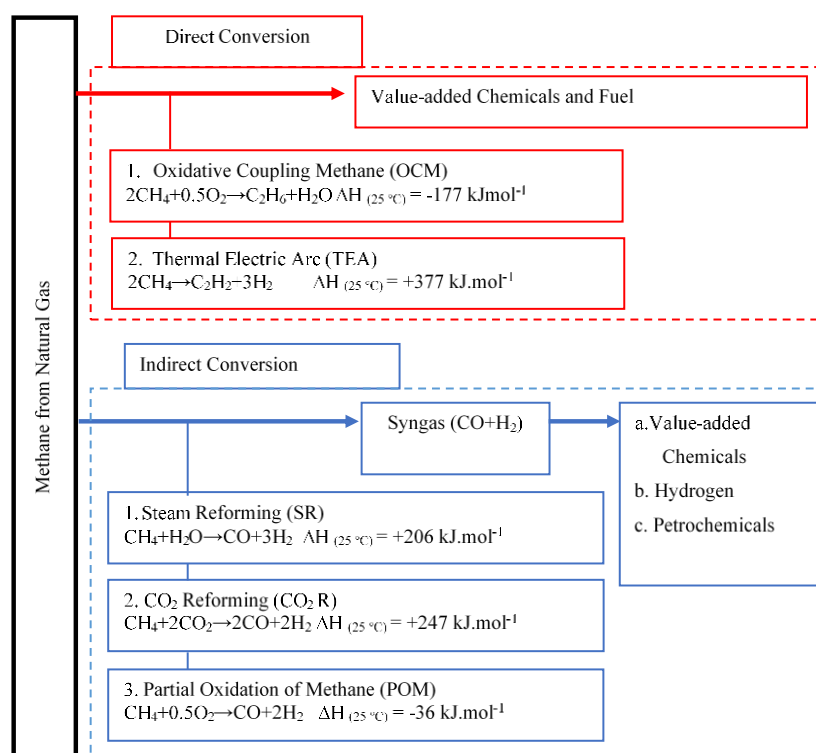 Methane from Natural Gas
Direct Conversion
Value-added Chemicals and Fuel
1. Oxidative Coupling Methane (OCM)
2CH₄+0.5O₂→C₂H₆+H₂O ΔH (25 °C) = -177 kJmol⁻¹
2. Thermal Electric Arc (TEA)
2CH₄→C₂H₂−3H₂ ΔH (25 °C) = +377 kJ.mol⁻¹
Indirect Conversion
Syngas (CO+H₂)
a.Value-added
Chemicals
b. Hydrogen
c. Petrochemicals
1. Steam Reforming (SR)
CH₄+H₂O→CO+3H₂ ΔH (25 °C) = +206 kJ.mol⁻¹
2. CO₂ Reforming (CO₂ R)
CH₄+2CO₂→2CO+2H₂ ΔH (25 °C) = +247 kJ.mol⁻¹
3. Partial Oxidation of Methane (POM)
CH₄+0.5O₂→CO+2H₂ ΔH (25 °C) = -36 kJ.mol⁻¹